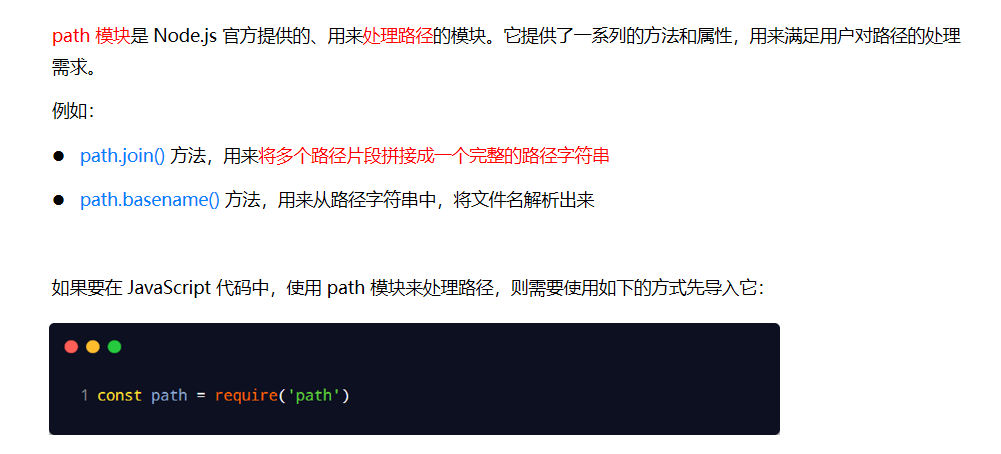 path 模块是 Node.js 官方提供的、用来处理路径的模块。它提供了一系列的方法和属性，用来满足用户对路径的处理
需求。
例如：
● path.join() 方法，用来将多个路径片段拼接成一个完整的路径字符串
● path.basename() 方法，用来从路径字符串中，将文件名解析出来
如果要在 JavaScript 代码中，使用 path 模块来处理路径，则需要使用如下的方式先导入它：
1 const path = require('path')